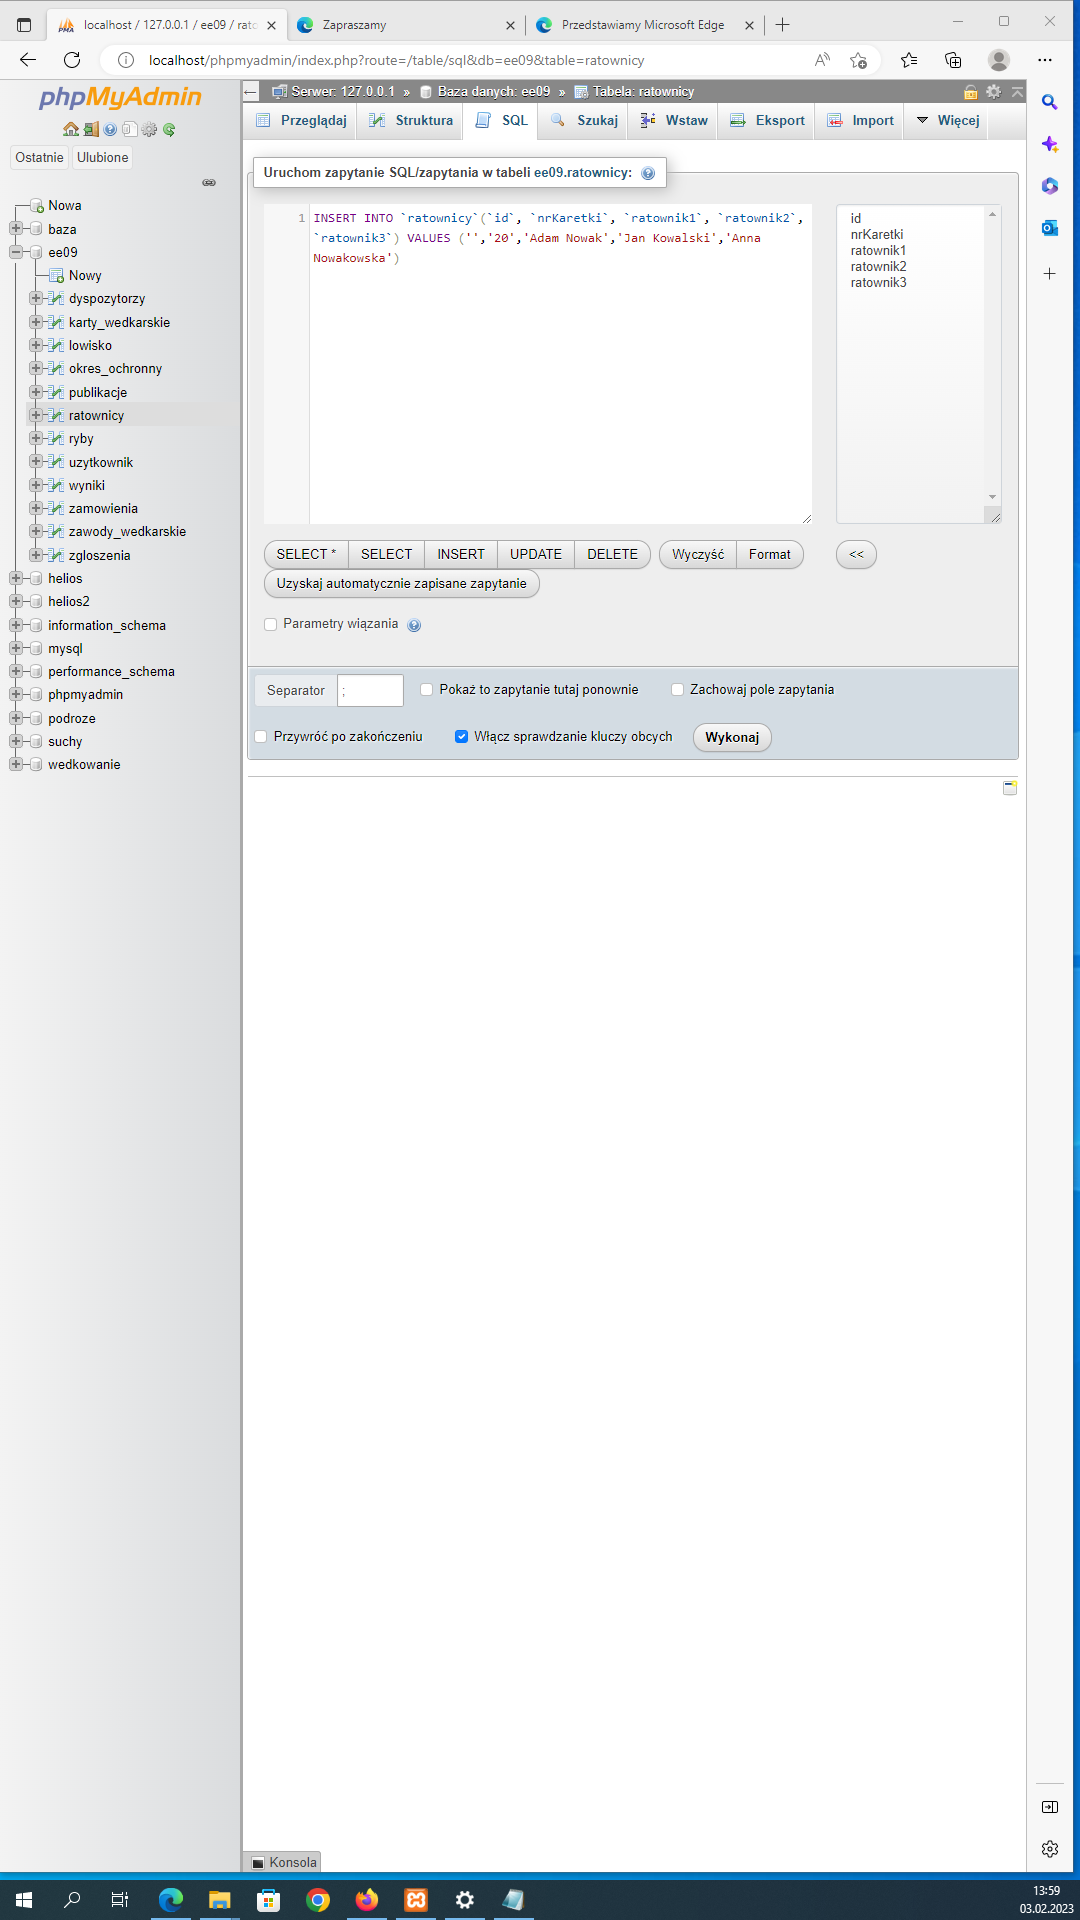 localhost / 127.0.0.1 / ee09 / rato
Zapraszamy
Przedstawiamy Microsoft Edge
localhost/phpmyadmin/index.php?route=/table/sql&db=ee09&table=ratownicy
phpMyAdmin
Ostatnie
Ulubione
Nowa
baza
ee09
Nowy
dyspozytorzy
karty_wedkarskie
lowisko
okres_ochronny
publikacje
ratownicy
ryby
uzytkownik
wyniki
zamowienia
zawody_wedkarskie
zgloszenia
helios
helios2
information_schema
mysql
performance_schema
phpmyadmin
podroze
suchy
wedkowanie
Serwer: 127.0.0.1 » Baza danych: ee09 » Tabela: ratownicy
Przeglądaj
Struktura
SQL
Szukaj
Wstaw
Eksport
Import
Więcej
Uruchom zapytanie SQL/zapytania w tabeli ee09.ratownicy:
1
INSERT INTO `ratownicy`(`id`, `nrKaretki`, `ratownik1`, `ratownik2`,
`ratownik3`) VALUES ('','20','Adam Nowak','Jan Kowalski','Anna
Nowakowska')
id
nrKaretki
ratownik1
ratownik2
ratownik3
SELECT *
SELECT
INSERT
UPDATE
DELETE
Wyczyść
Format
<<
Uzyskaj automatycznie zapisane zapytanie
Parametry wiązania
Separator
;
Pokaż to zapytanie tutaj ponownie
Zachowaj pole zapytania
Przywróć po zakończeniu
Włącz sprawdzanie kluczy obcych
Wykonaj
Konsola
13:59
03.02.2023